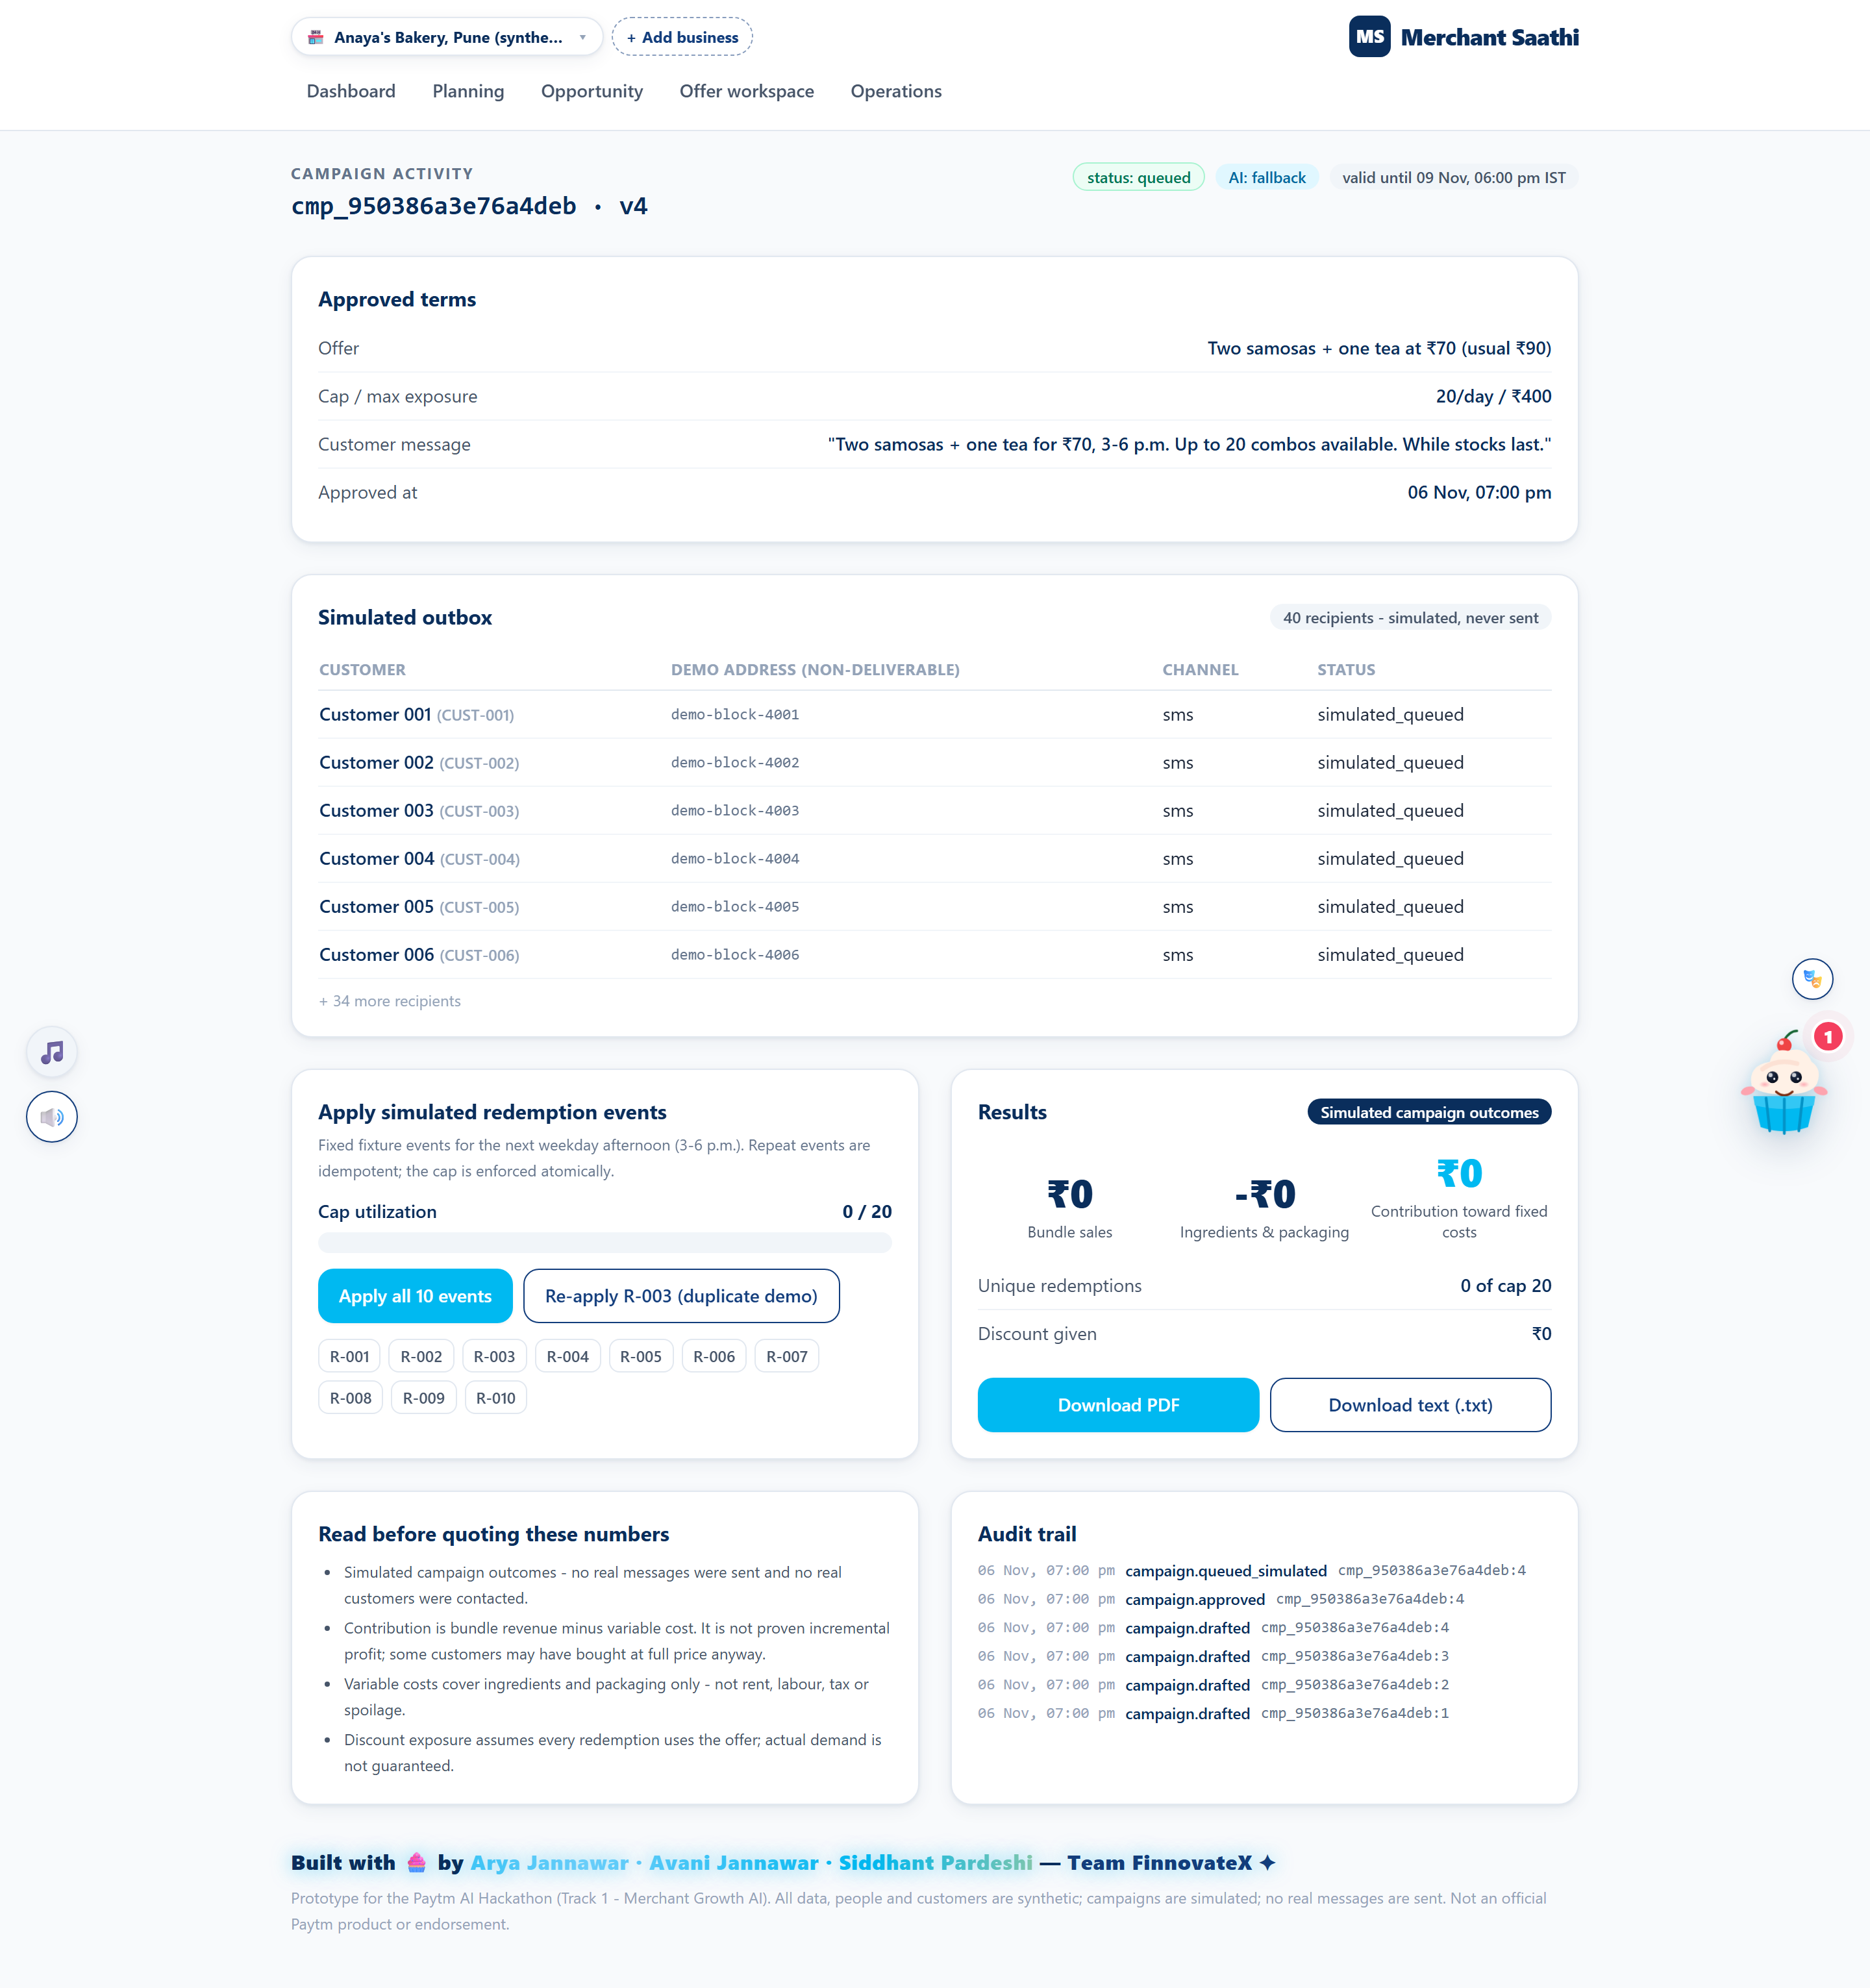 Anaya's Bakery, Pune (synthe...
+ Add business
MS Merchant Saathi
Dashboard Planning Opportunity Offer workspace Operations
CAMPAIGN ACTIVITY
cmp_950386a3e76a4deb · v4
status: queued
AI: fallback
valid until 09 Nov, 06:00 pm IST
Approved terms
Offer Two samosas + one tea at ₹70 (usual ₹90)
Cap / max exposure 20/day / ₹400
Customer message "Two samosas + one tea for ₹70, 3-6 p.m. Up to 20 combos available. While stocks last."
Approved at 06 Nov, 07:00 pm
Simulated outbox
40 recipients - simulated, never sent
CUSTOMER DEMO ADDRESS (NON-DELIVERABLE) CHANNEL STATUS
Customer 001 (CUST-001) demo-block-4001 sms simulated_queued
Customer 002 (CUST-002) demo-block-4002 sms simulated_queued
Customer 003 (CUST-003) demo-block-4003 sms simulated_queued
Customer 004 (CUST-004) demo-block-4004 sms simulated_queued
Customer 005 (CUST-005) demo-block-4005 sms simulated_queued
Customer 006 (CUST-006) demo-block-4006 sms simulated_queued
+ 34 more recipients
1
Apply simulated redemption events
Fixed fixture events for the next weekday afternoon (3-6 p.m.). Repeat events are
idempotent; the cap is enforced atomically.
Cap utilization 0 / 20
Apply all 10 events
Re-apply R-003 (duplicate demo)
R-001 R-002 R-003 R-004 R-005 R-006 R-007
R-008 R-009 R-010
Results
Simulated campaign outcomes
₹0
Bundle sales
-₹0
Ingredients & packaging
₹0
Contribution toward fixed
costs
Unique redemptions 0 of cap 20
Discount given ₹0
Download PDF
Download text (.txt)
Read before quoting these numbers
• Simulated campaign outcomes - no real messages were sent and no real
customers were contacted.
• Contribution is bundle revenue minus variable cost. It is not proven incremental
profit; some customers may have bought at full price anyway.
• Variable costs cover ingredients and packaging only - not rent, labour, tax or
spoilage.
• Discount exposure assumes every redemption uses the offer; actual demand is
not guaranteed.
Audit trail
06 Nov, 07:00 pm campaign.queued_simulated cmp_950386a3e76a4deb:4
06 Nov, 07:00 pm campaign.approved cmp_950386a3e76a4deb:4
06 Nov, 07:00 pm campaign.drafted cmp_950386a3e76a4deb:4
06 Nov, 07:00 pm campaign.drafted cmp_950386a3e76a4deb:3
06 Nov, 07:00 pm campaign.drafted cmp_950386a3e76a4deb:2
06 Nov, 07:00 pm campaign.drafted cmp_950386a3e76a4deb:1
Built with 🧁 by Arya Jannawar · Avani Jannawar · Siddhant Pardeshi — Team FinnovateX ✦
Prototype for the Paytm AI Hackathon (Track 1 - Merchant Growth AI). All data, people and customers are synthetic; campaigns are simulated; no real messages are sent. Not an official
Paytm product or endorsement.